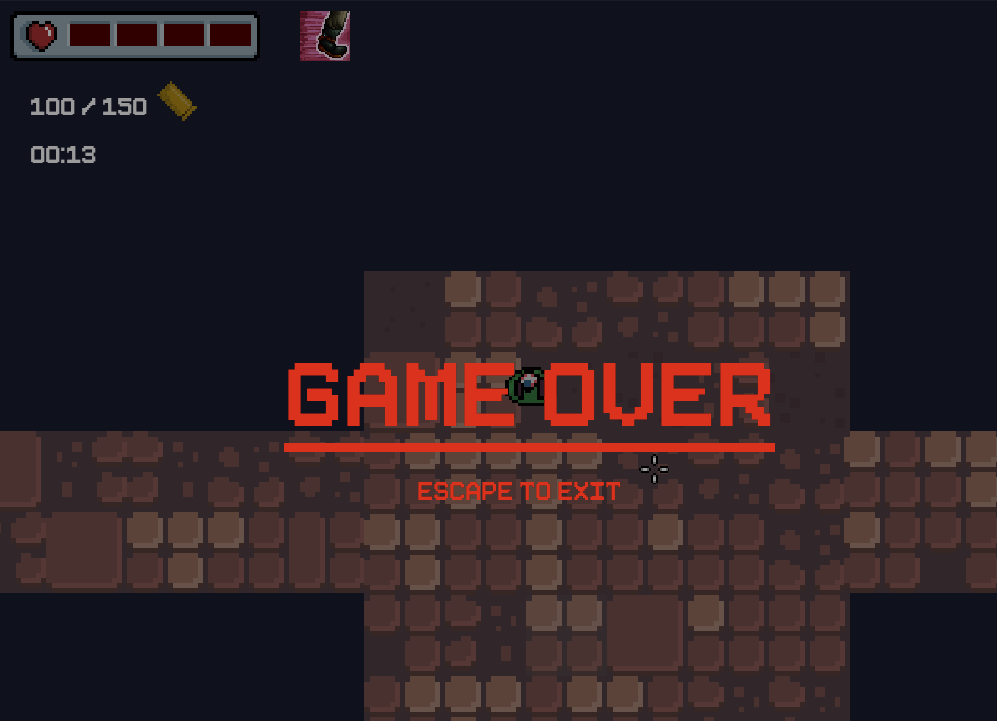 100 / 150
00:13
GAME OVER
ESCAPE TO EXIT